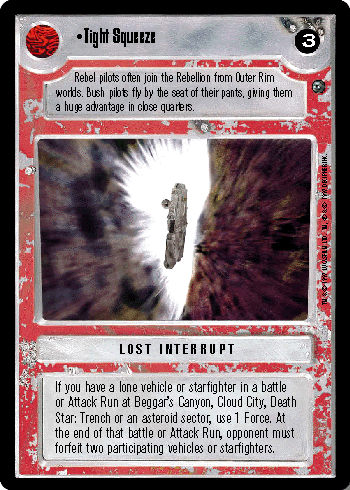 •Tight Squeeze
3
Rebel pilots often join the Rebellion from Outer Rim
worlds. Bush pilots fly by the seat of their pants, giving them
a huge advantage in close quarters.
LOST INTERRUPT
If you have a lone vehicle or starfighter in a battle
or Attack Run at Beggar's Canyon, Cloud City, Death
Star: Trench or an asteroid sector, use 1 Force. At
the end of that battle or Attack Run, opponent must
forfeit two participating vehicles or starfighters.